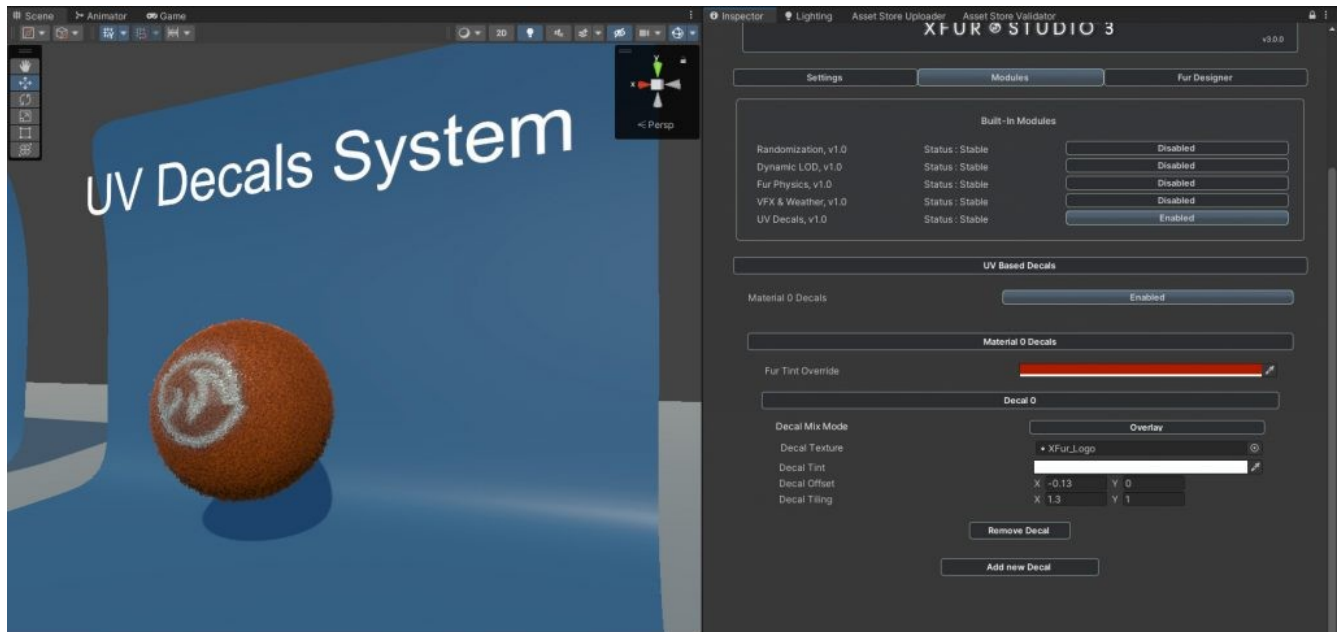 Scene Animator Game
2D
y
x
Persp
UV Decals System
Inspector Lighting Asset Store Uploader Asset Store Validator
XFUR STUDIO 3
v3.0.0
Settings Modules Fur Designer
Built-In Modules
Randomization, v1.0 Status : Stable Disabled
Dynamic LOD, v1.0 Status : Stable Disabled
Fur Physics, v1.0 Status : Stable Disabled
VFX & Weather, v1.0 Status : Stable Disabled
UV Decals, v1.0 Status : Stable Enabled
UV Based Decals
Material 0 Decals Enabled
Material 0 Decals
Fur Tint Override
Decal 0
Decal Mix Mode Overlay
Decal Texture XFur_Logo
Decal Tint
Decal Offset X -0.13 Y 0
Decal Tiling X 1.3 Y 1
Remove Decal
Add new Decal